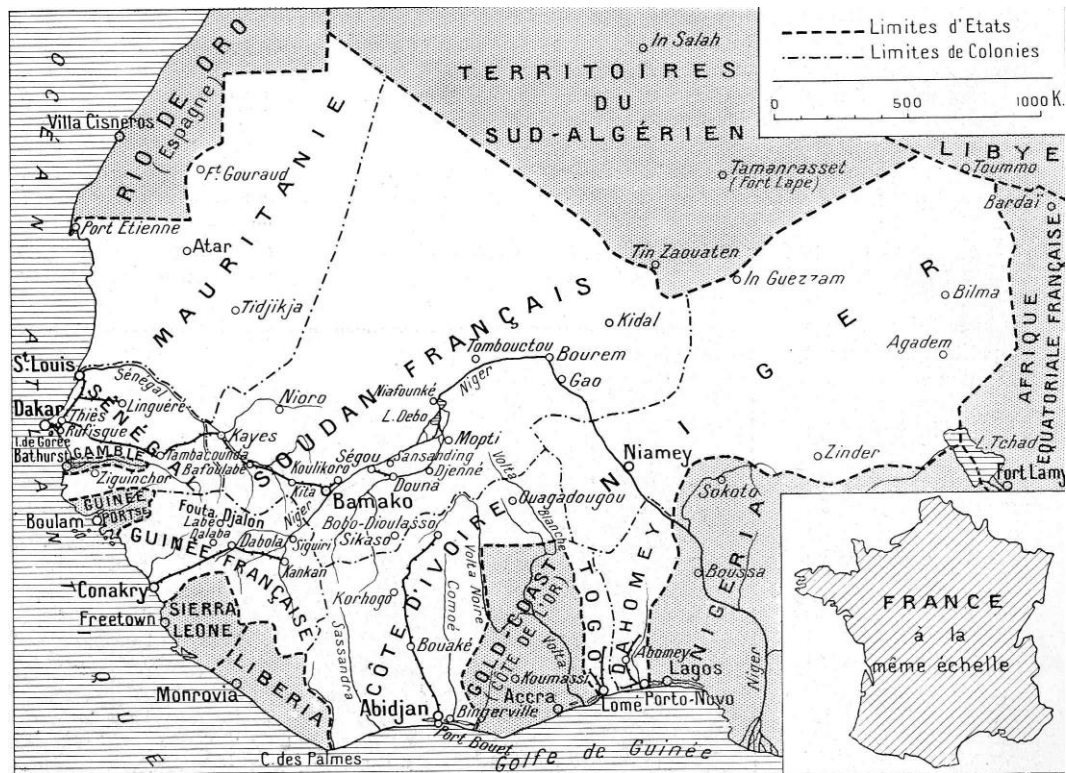 Limites d'Etats
Limites de Colonies
0 500 1000 K.
OCÉAN ATLANTIQUE
RIO DE ORO
(Espagne)
Villa Cisneros
Ft. Gouraud
Port Etienne
Atar
Tidjikja
MAURITANIE
TERRITOIRES
DU
SUD-ALGÉRIEN
In Salah
Tamanrasset
(Fort Lape)
Tin Zaouaten
In Guezzam
LIBYE
Toummo
Bardaï
AFRIQUE
ÉQUATORIALE FRANÇAISE
Bilma
Agadem
NIGER
Kidal
SOUDAN FRANÇAIS
Tombouctou
Bourem
Gao
Niger
Niafounké
L. Debo
Mopti
Sansanding
Djenné
Ségou
Douna
Koulikoro
Bamako
Kita
Niger
Nioro
Kayes
Bafoulabé
St. Louis
Sénégal
SÉNÉGAL
Linguère
Dakar
Thiès
Rufisque
I. de Gorée
Bathurst
GAMBIE
Tambacounda
Ziguinchor
GUINÉE
PORTSE
Boulam
Fouta Djalon
Labé
Dalaba
Dabola
Siguiri
Kankan
GUINÉE FRANÇAISE
Conakry
Freetown
SIERRA
LEONE
LIBERIA
Monrovia
C. des Palmes
Bobo-Dioulasso
Sikaso
Korhogo
Sassandra
CÔTE D'IVOIRE
Bouaké
Comoé
Volta Noire
Abidjan
Bingerville
Port Bouet
Ouagadougou
Volta
Blanche
GOLD-COAST
(CÔTE DE L'OR)
Volta
Koumassi
Accra
TOGO
Lomé
DAHOMEY
Abomey
Porto-Novo
Lagos
Niamey
Zinder
Sokoto
NIGERIA
Boussa
Niger
L. Tchad
Fort Lamy
Golfe de Guinée
FRANCE
à la
même échelle